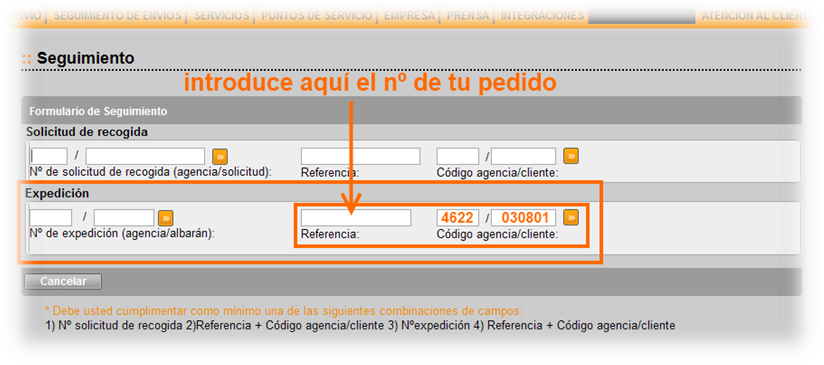 ENVIO SEGUIMIENTO DE ENVIOS SERVICIOS PUNTOS DE SERVICIO EMPRESA PRENSA INTEGRACIONES ATENCIÓN AL CLIENTE
:: Seguimiento
introduce aquí el nº de tu pedido
Formulario de Seguimiento
Solicitud de recogida
/ » / »
Nº de solicitud de recogida (agencia/solicitud): Referencia: Código agencia/cliente:
Expedición
/ » 4622 / 030801 »
Nº de expedición (agencia/albarán): Referencia: Código agencia/cliente:
Cancelar
* Debe usted cumplimentar como mínimo una de las siguientes combinaciones de campos:
1) Nº solicitud de recogida 2)Referencia + Código agencia/cliente 3) Nºexpedición 4) Referencia + Código agencia/cliente